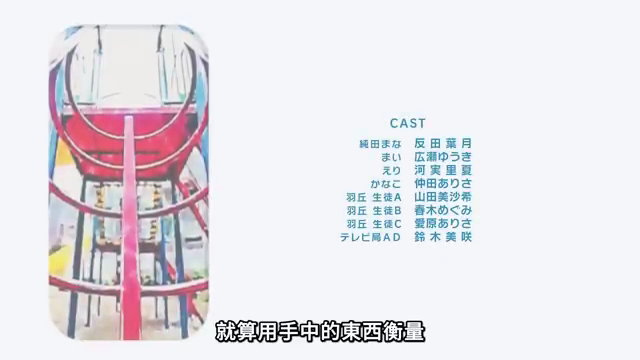 CAST
純田まな 反田葉月
まい 広瀬ゆうき
えり 河実里夏
かなこ 仲田ありさ
羽丘 生徒A 山田美沙希
羽丘 生徒B 春木めぐみ
羽丘 生徒C 愛原ありさ
テレビ局AD 鈴木美咲
就算用手中的東西衡量